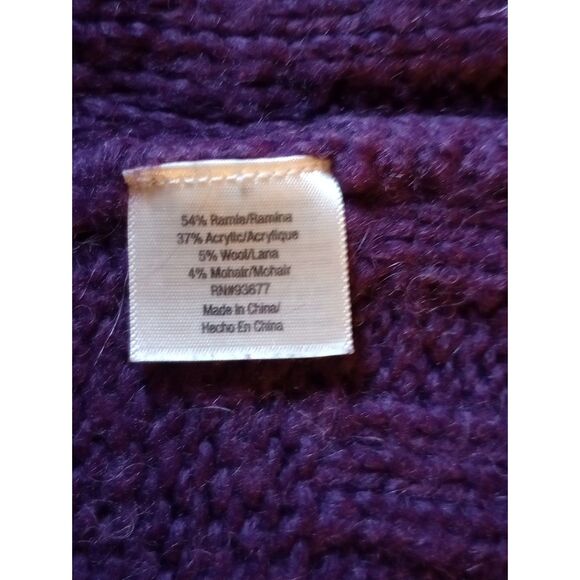 54% Ramie/Ramina
37% Acrylic/Acrylique
5% Wool/Lana
4% Mohair/Mohair
RN#93677
Made In China/
Hecho En China